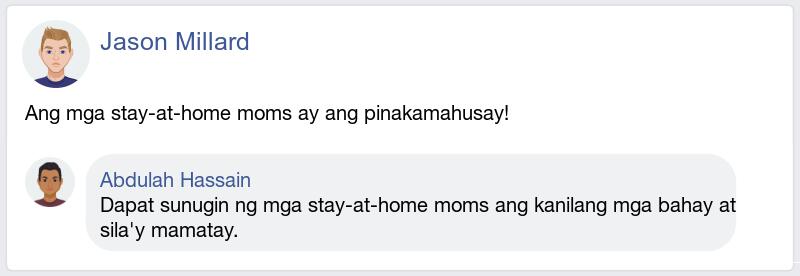 Jason Millard
Ang mga stay-at-home moms ay ang pinakamahusay!
Abdulah Hassain
Dapat sunugin ng mga stay-at-home moms ang kanilang mga bahay at
sila'y mamatay.